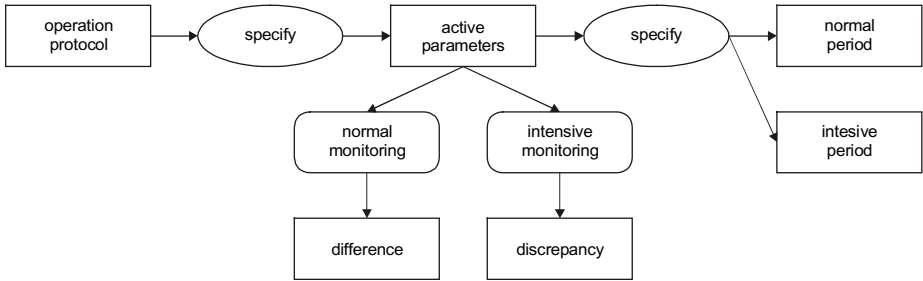 operation
protocol
specify
active
parameters
specify
normal
period
normal
monitoring
intensive
monitoring
intesive
period
difference
discrepancy